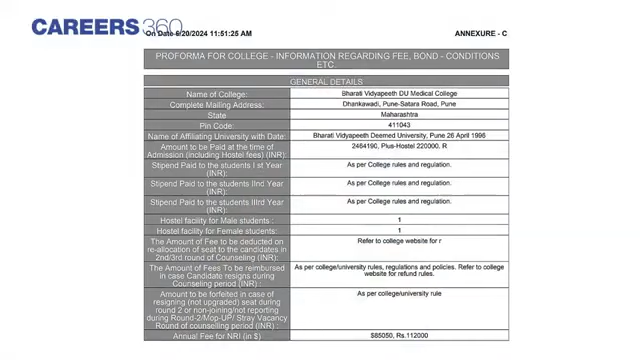 CAREERS360
On Date 6/20/2024 11:51:25 AM
ANNEXURE - C
PROFORMA FOR COLLEGE - INFORMATION REGARDING FEE, BOND - CONDITIONS
ETC.
GENERAL DETAILS
Name of College: Bharati Vidyapeeth DU Medical College
Complete Mailing Address: Dhankawadi, Pune-Satara Road, Pune
State Maharashtra
Pin Code: 411043
Name of Affiliating University with Date: Bharati Vidyapeeth Deemed University, Pune 26 April 1996
Amount to be Paid at the time of 2464190, Plus-Hostel 220000. R
Admission (including Hostel fees) (INR):
Stipend Paid to the students I st Year As per College rules and regulation.
(INR):
Stipend Paid to the students IInd Year As per College rules and regulation.
(INR):
Stipend Paid to the students IIIrd Year As per College rules and regulation.
(INR):
Hostel facility for Male students : 1
Hostel facility for Female students: 1
The Amount of Fee to be deducted on Refer to college website for r
re-allocation of seat to the candidates in
2nd/3rd round of Counseling (INR):
The Amount of Fees To be reimbursed As per college/university rules, regulations and policies. Refer to college
in case Candidate resigns during website for refund rules.
Counseling period (INR):
Amount to be forfeited in case of As per college/university rule
resigning (not upgraded) seat during
round 2 or non-joining/not reporting
during Round-2/Mop-UP/ Stray Vacancy
Round of counselling period (INR) :
Annual Fee for NRI (in $) $85050, Rs.112000